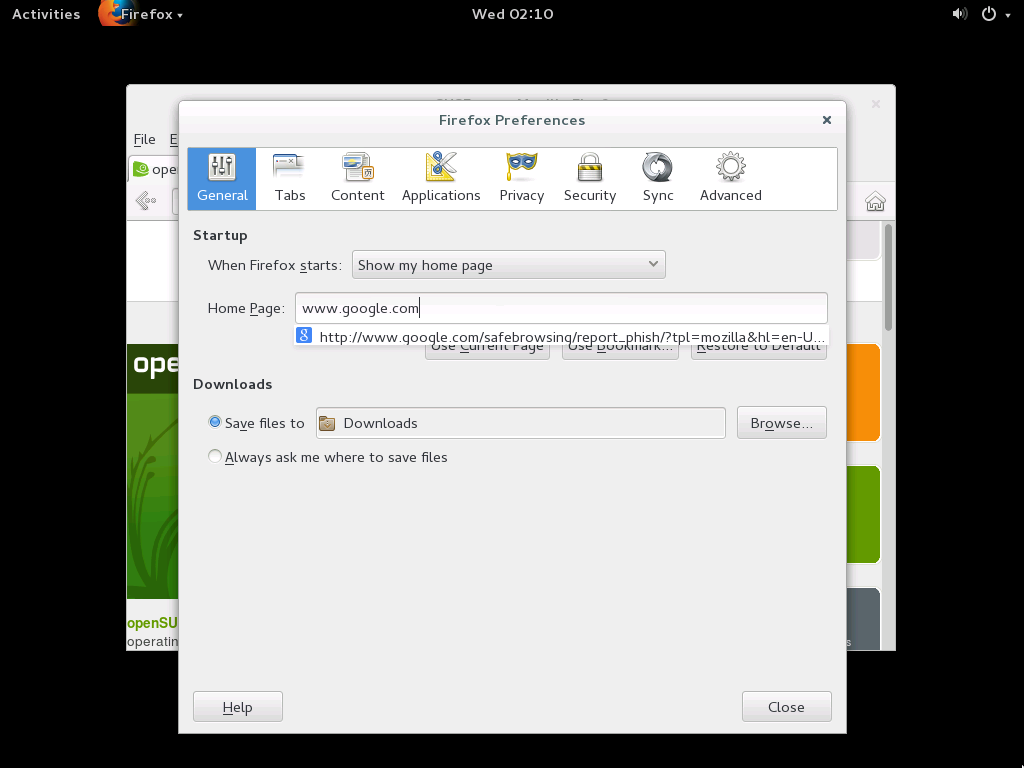 Activities Firefox Wed 02:10
File E
Firefox Preferences
ope
General Tabs Content Applications Privacy Security Sync Advanced
Startup
When Firefox starts: Show my home page
Home Page: www.google.com
http://www.google.com/safebrowsing/report_phish/?tpl=mozilla&hl=en-U...
Use Current Page Use Bookmark... Restore to Default
ope
Downloads
Save files to Downloads Browse...
Always ask me where to save files
openSU
operatin s
Help Close